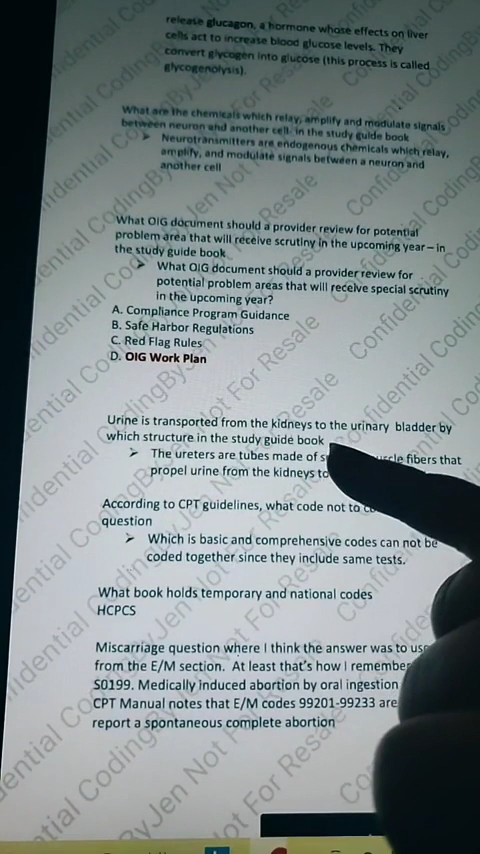 release glucagon, a hormone whose effects on liver
cells act to increase blood glucose levels. They
convert glycogen into glucose (this process is called
glycogenolysis).
What are the chemicals which relay, amplify and modulate signals
between neuron and another cell. in the study guide book
➢ Neurotransmitters are endogenous chemicals which relay,
amplify, and modulate signals between a neuron and
another cell
What OIG document should a provider review for potential
problem area that will receive scrutiny in the upcoming year – in
the study guide book
➢ What OIG document should a provider review for
potential problem areas that will receive special scrutiny
in the upcoming year?
A. Compliance Program Guidance
B. Safe Harbor Regulations
C. Red Flag Rules
D. OIG Work Plan
Urine is transported from the kidneys to the urinary bladder by
which structure in the study guide book
➢ The ureters are tubes made of fibers that
propel urine from the kidneys to
According to CPT guidelines, what code not to
question
➢ Which is basic and comprehensive codes can not be
coded together since they include same tests.
What book holds temporary and national codes
HCPCS
Miscarriage question where I think the answer was to use
from the E/M section. At least that's how I remember
S0199. Medically induced abortion by oral ingestion
CPT Manual notes that E/M codes 99201-99233 are
report a spontaneous complete abortion
Confidential CodingByJen Not For Resale